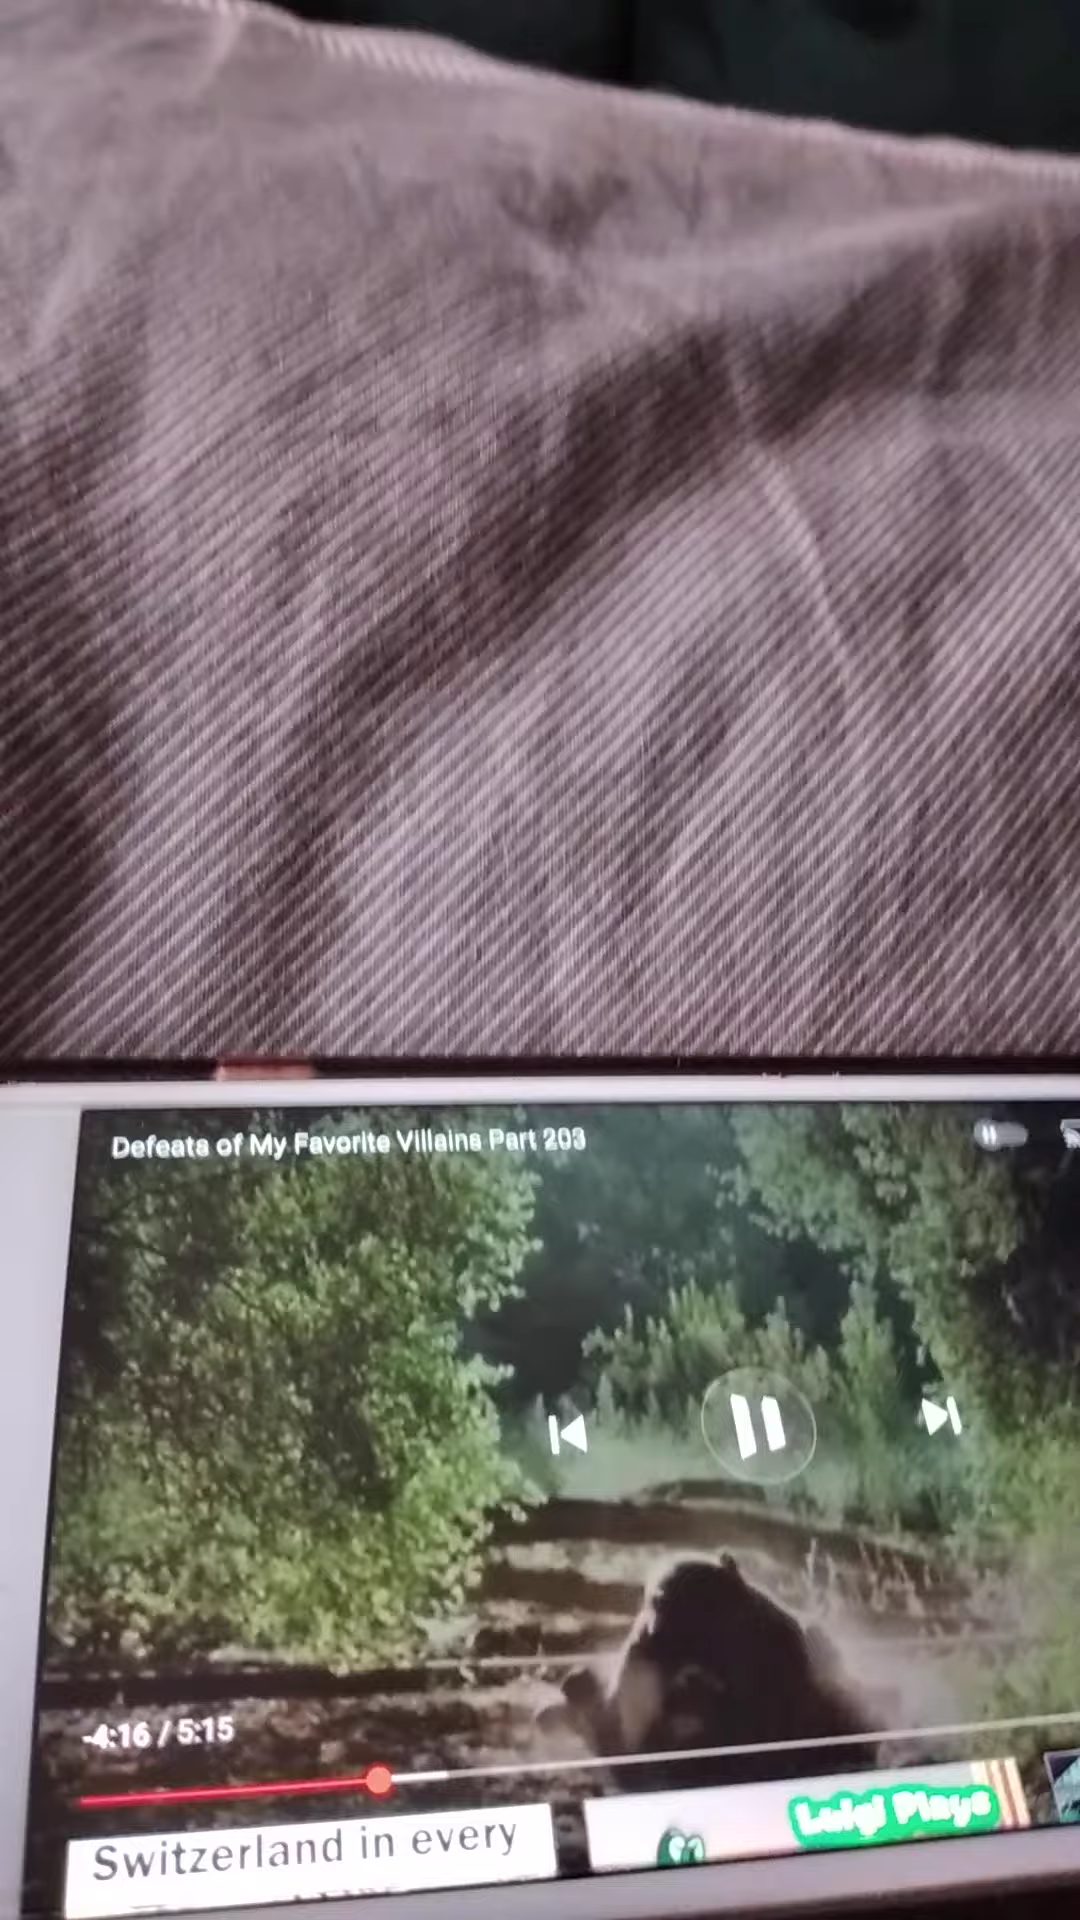 Defeats of My Favorite Villains Part 203
-4:16 / 5:15
Switzerland in every
Luigi Plays